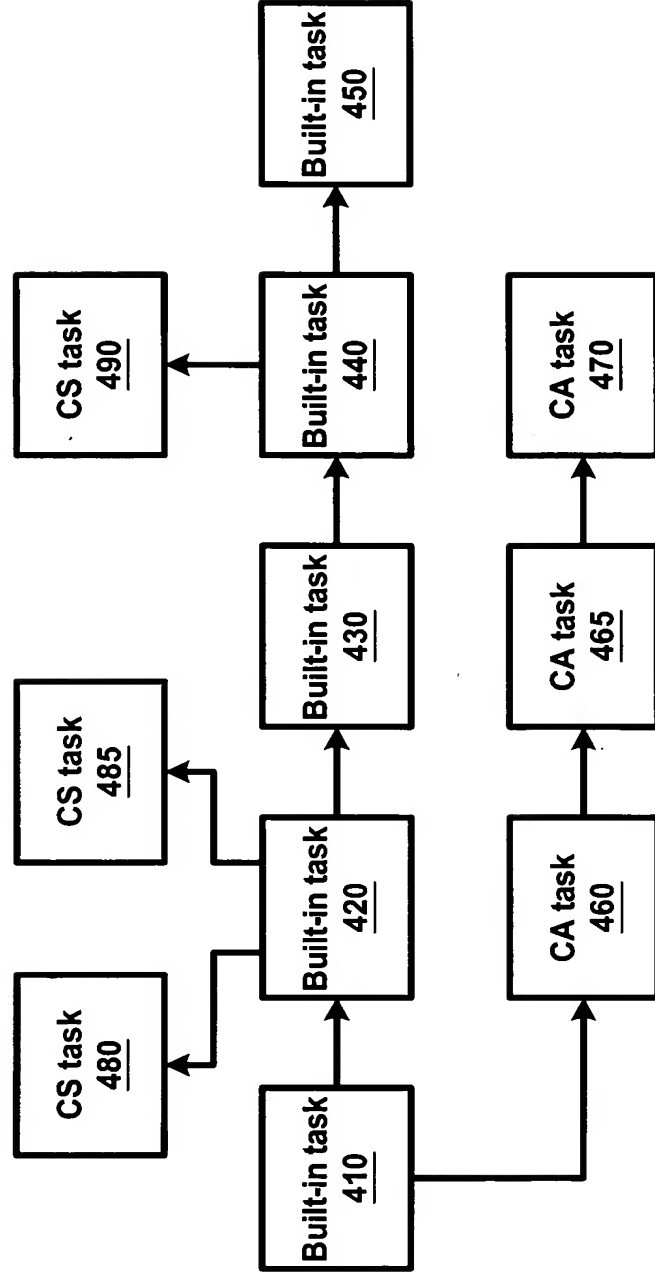 CS task
480
CS task
485
CS task
490
Built-in task
410
Built-in task
420
Built-in task
430
Built-in task
440
Built-in task
450
CA task
460
CA task
465
CA task
470